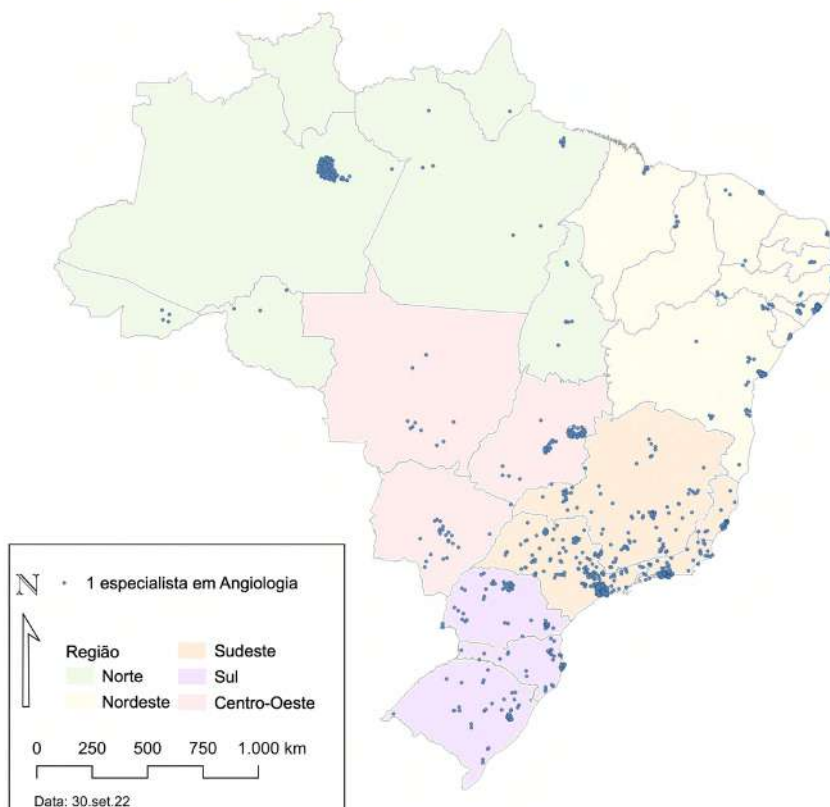 N
1 especialista em Angiologia
Região
Norte
Nordeste
Sudeste
Sul
Centro-Oeste
0 250 500 750 1.000 km
Data: 30.set.22